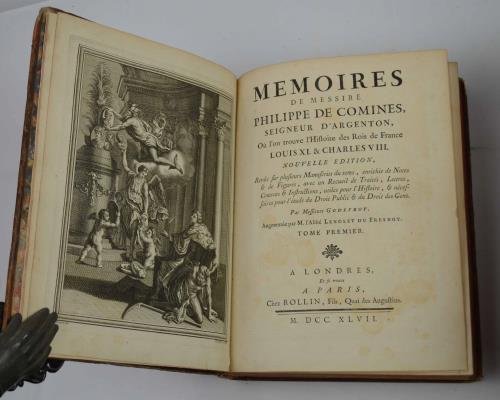 MEMOIRES
DE MESSIRE
PHILIPPE DE COMINES,
SEIGNEUR D'ARGENTON,
Où l'on trouve l'Histoire des Rois de France
LOUIS XI. & CHARLES VIII.
NOUVELLE EDITION,
Revûe sur plusieurs Manuscrits du tems, enrichie de Notes
& de Figures, avec un Recueil de Traités, Lettres,
Contrats & Instructions, utiles pour l'Histoire, & néces-
saires pour l'étude du Droit Public & du Droit des Gens.
Par Messieurs GODEFROY,
Augmentée par M. l'Abbé LENGLET DU FRESNOY.
TOME PREMIER.
A LONDRES,
Et se trouve
A PARIS,
Chez ROLLIN, Fils, Quai des Augustins.
M. DCC. XLVII.